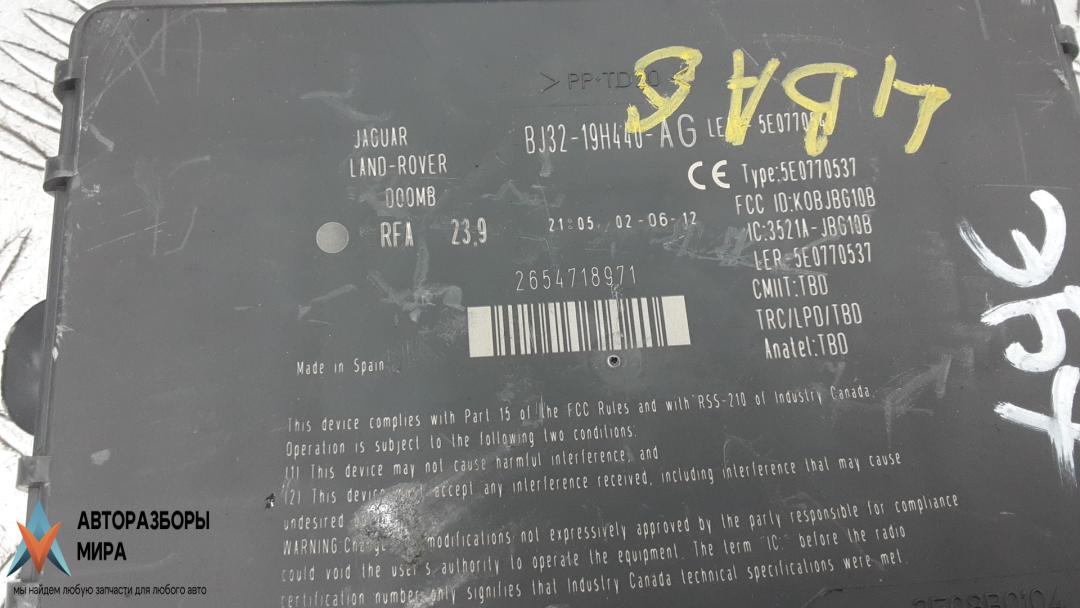 PP-TD20
JAGUAR
LAND-ROVER
000MB
RFA 23,9
BJ32-19H440-AG
Type:5E0770537
FCC ID:KOBJBG10B
IC:3521A-JBG10B
LER-5E0770537
CMIIT:TBD
TRC/LPD/TBD
Anatel:TBD
21:05, 02-06-12
2654718971
Made in Spain
This device complies with Part 15 of the FCC Rules and with RSS-210 of Industry Canada.
Operation is subject to the following two conditions:
(1) This device may not cause harmful interference, and
(2) This device must accept any interference received, including interference that may cause
undesired
WARNING: modifications not expressively approved by the party responsible for compliance
could void the user's authority to operate the equipment. The term "IC:" before the radio
certification number only signifies that Industry Canada technical specifications were met.
АВТОРАЗБОРЫ
МИРА
мы найдем любую запчасти для любого авто